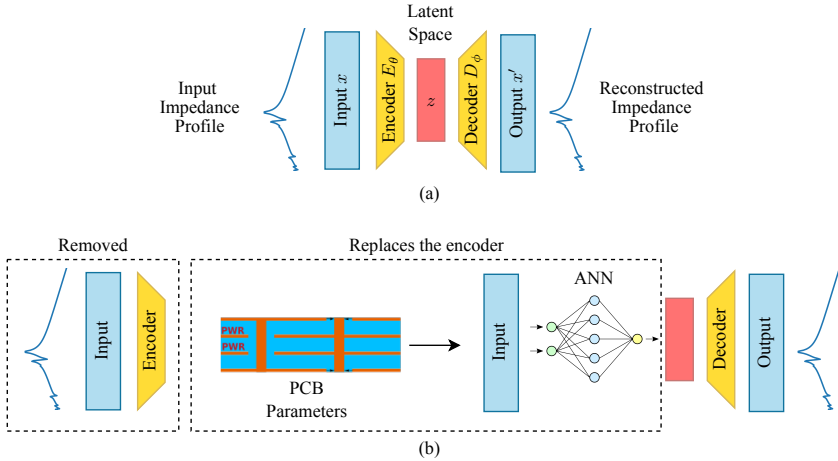 Latent
Space
Input
Impedance
Profile
Input x
Encoder E_θ
z
Decoder D_ϕ
Output x′
Reconstructed
Impedance
Profile
(a)
Removed
Replaces the encoder
Input
Encoder
PWR
PWR
PCB
Parameters
Input
ANN
Decoder
Output
(b)